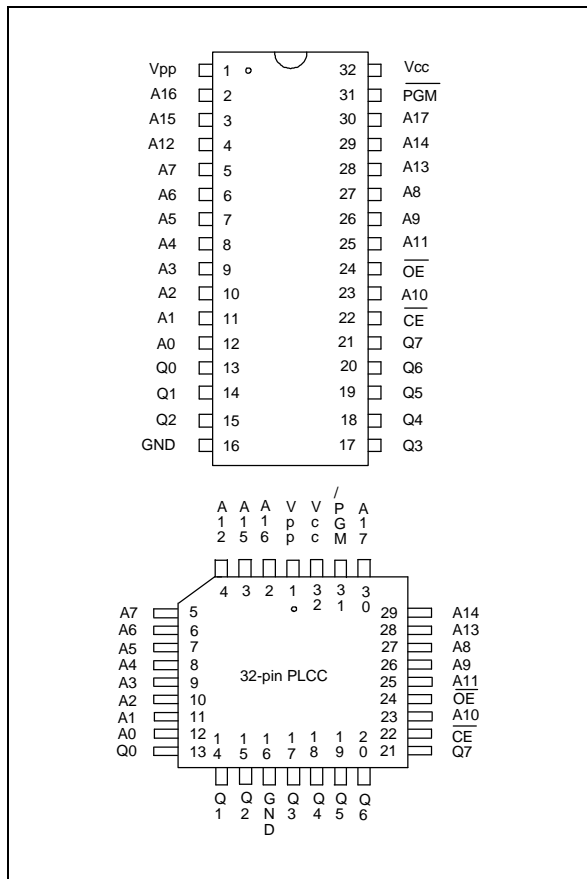 Vpp 1 32 Vcc
A16 2 31 PGM
A15 3 30 A17
A12 4 29 A14
A7 5 28 A13
A6 6 27 A8
A5 7 26 A9
A4 8 25 A11
A3 9 24 OE
A2 10 23 A10
A1 11 22 CE
A0 12 21 Q7
Q0 13 20 Q6
Q1 14 19 Q5
Q2 15 18 Q4
GND 16 17 Q3
A12 A15 A16 Vpp Vcc /PGM A17
4 3 2 1 32 31 30
A7 5 29 A14
A6 6 28 A13
A5 7 27 A8
A4 8 26 A9
A3 9 32-pin PLCC 25 A11
A2 10 24 OE
A1 11 23 A10
A0 12 22 CE
Q0 13 21 Q7
14 15 16 17 18 19 20
Q1 Q2 GND Q3 Q4 Q5 Q6